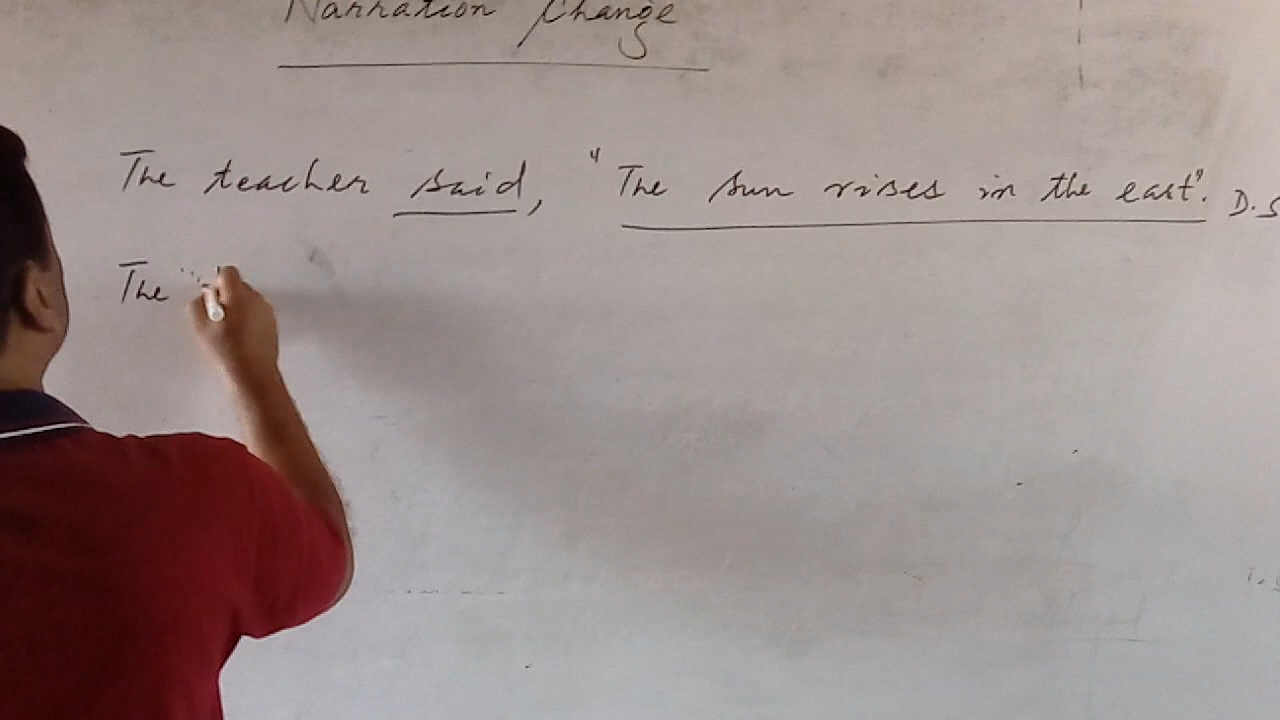 Narration Change
The teacher said, "The sun rises in the east". D.S
The